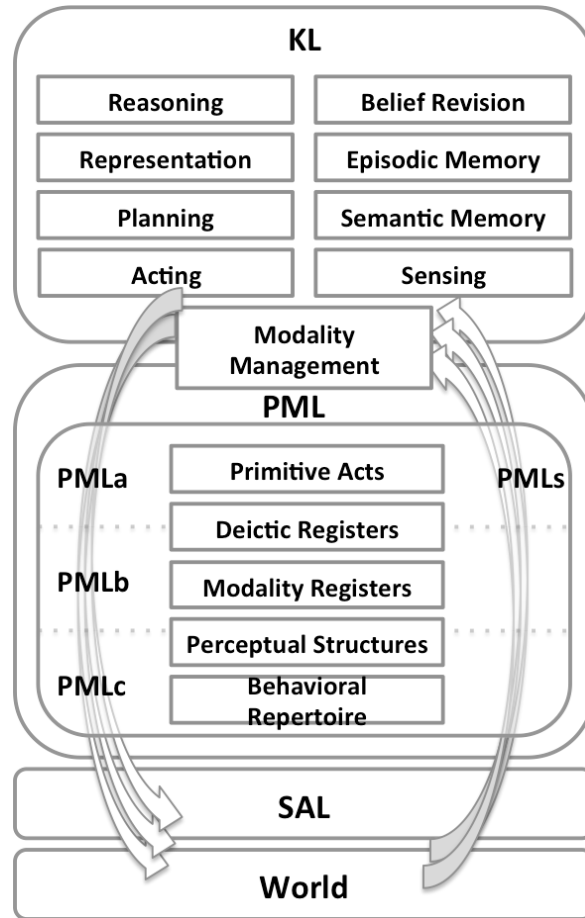 KL
Reasoning
Belief Revision
Representation
Episodic Memory
Planning
Semantic Memory
Acting
Sensing
Modality
Management
PML
PMLa
Primitive Acts
PMLs
Deictic Registers
PMLb
Modality Registers
Perceptual Structures
PMLc
Behavioral
Repertoire
SAL
World